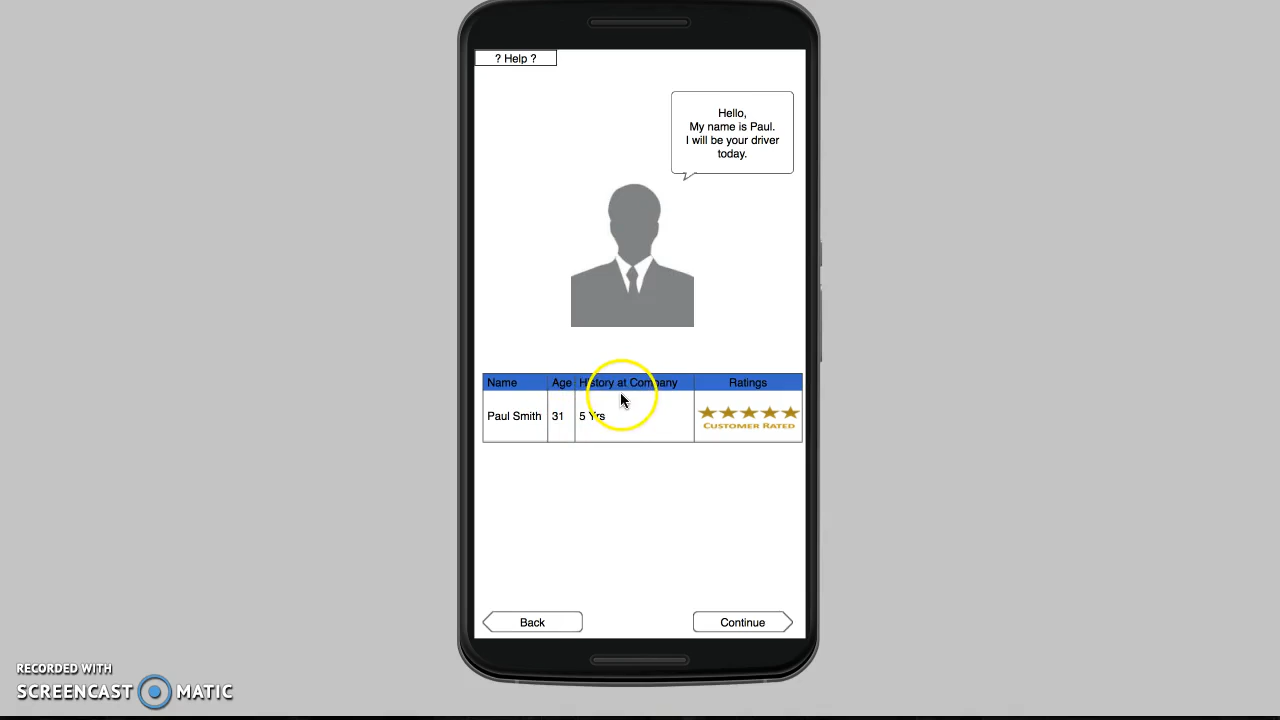 ? Help ?
Hello,
My name is Paul.
I will be your driver
today.
Name Age History at Company Ratings
Paul Smith 31 5 Yrs
CUSTOMER RATED
Back Continue
RECORDED WITH
SCREENCAST MATIC